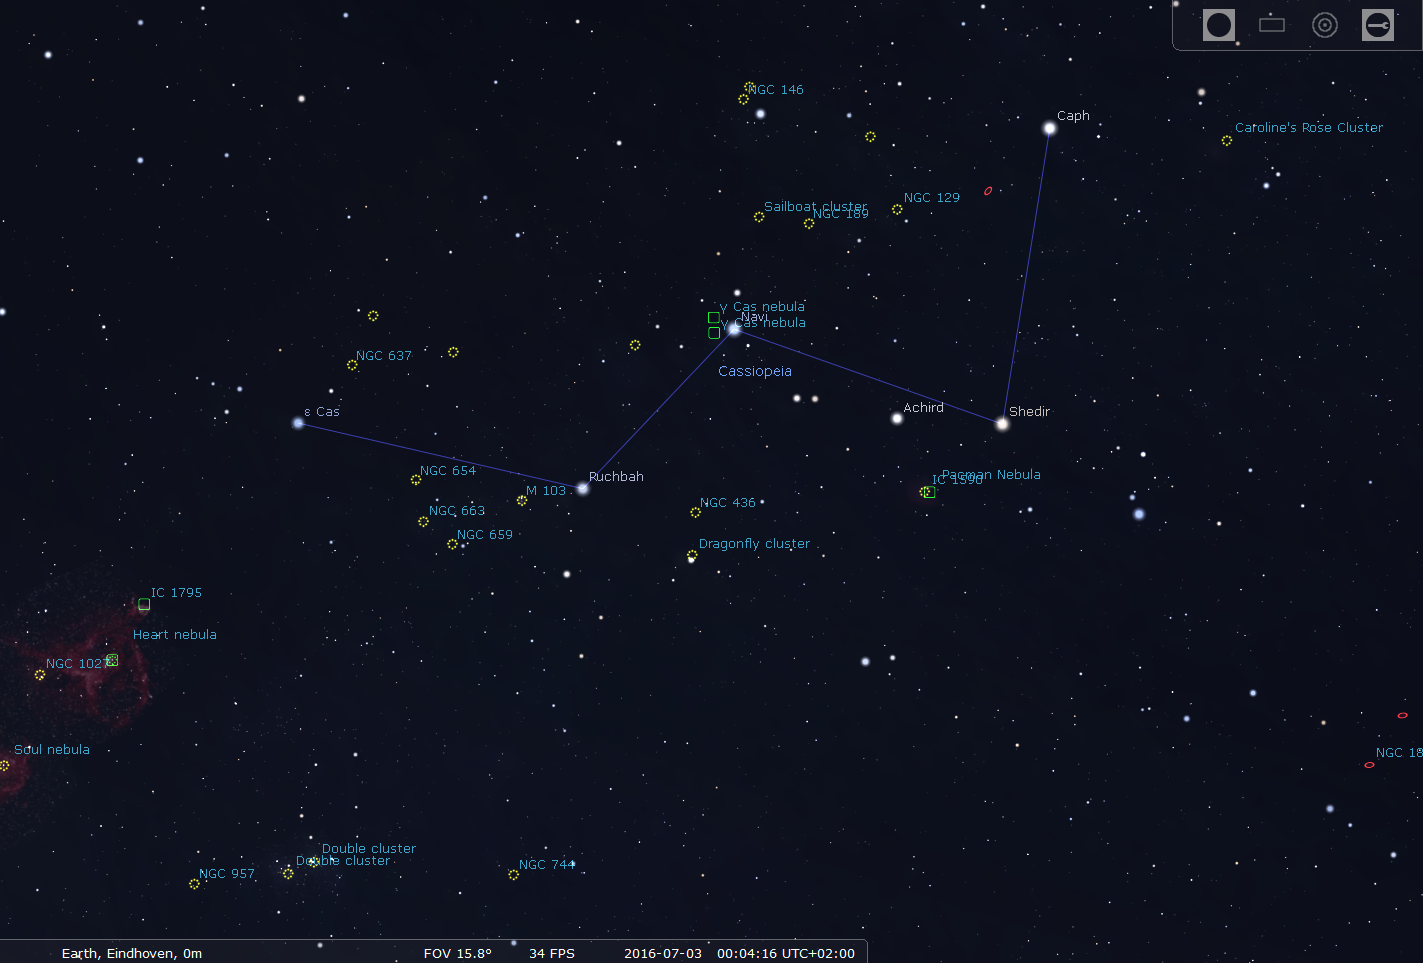 NGC 146
Caph
Caroline's Rose Cluster
NGC 129
Sailboat cluster
NGC 189
γ Cas nebula
Navi
γ Cas nebula
NGC 637
Cassiopeia
ε Cas
Achird
Shedir
NGC 654
Ruchbah
Pacman Nebula
IC 1590
M 103
NGC 436
NGC 663
NGC 659
Dragonfly cluster
IC 1795
Heart nebula
NGC 1027
Soul nebula
NGC 18
Double cluster
Double cluster
NGC 744
NGC 957
Earth, Eindhoven, 0m FOV 15.8° 34 FPS 2016-07-03 00:04:16 UTC+02:00